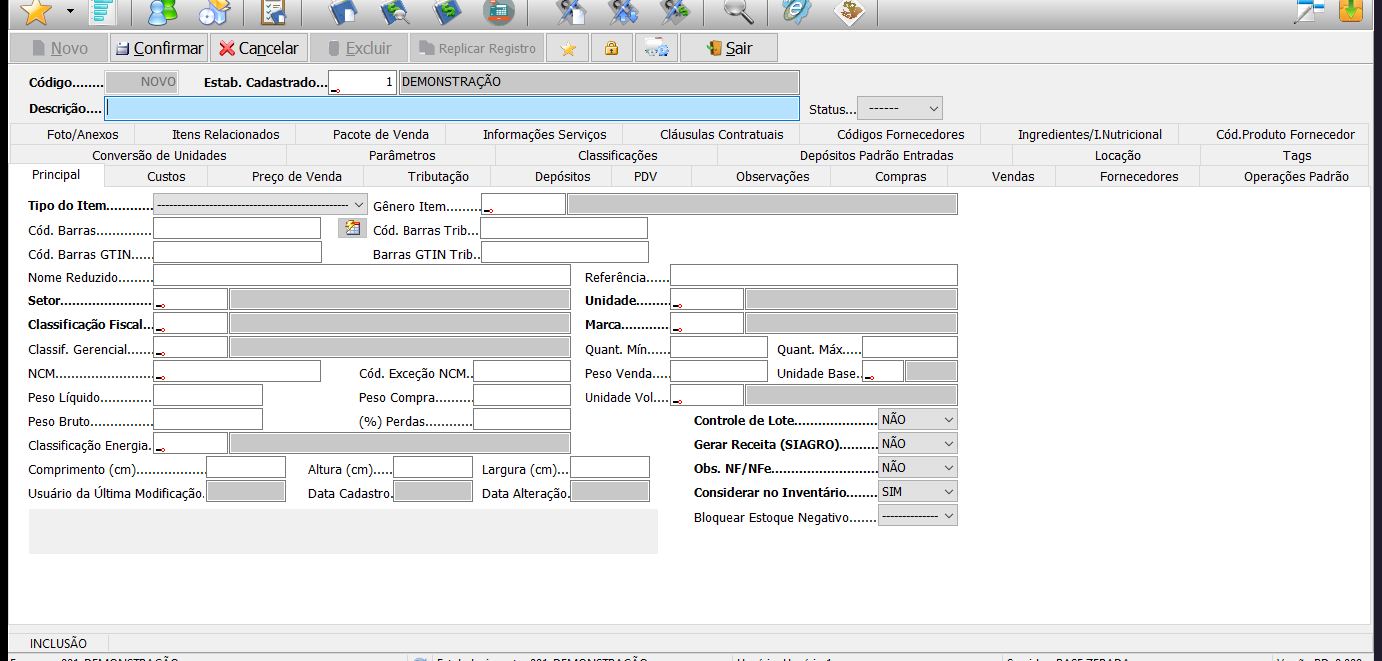 Novo Confirmar Cancelar Excluir Replicar Registro Sair
Código........ NOVO Estab. Cadastrado... 1 DEMONSTRAÇÃO
Descrição.... Status... ------
Foto/Anexos Itens Relacionados Pacote de Venda Informações Serviços Cláusulas Contratuais Códigos Fornecedores Ingredientes/I.Nutricional Cód.Produto Fornecedor
Conversão de Unidades Parâmetros Classificações Depósitos Padrão Entradas Locação Tags
Principal Custos Preço de Venda Tributação Depósitos PDV Observações Compras Vendas Fornecedores Operações Padrão
Tipo do Item........... ------------------------------------------------ Gênero Item.........
Cód. Barras.............. Cód. Barras Trib...
Cód. Barras GTIN..... Barras GTIN Trib..
Nome Reduzido......... Referência......
Setor...................... Unidade.........
Classificação Fiscal... Marca............
Classif. Gerencial....... Quant. Mín...... Quant. Máx.....
NCM........................ Cód. Exceção NCM.. Peso Venda..... Unidade Base..
Peso Líquido............. Peso Compra......... Unidade Vol....
Peso Bruto............... (%) Perdas............
Controle de Lote.................... NÃO
Classificação Energia.
Gerar Receita (SIAGRO)......... NÃO
Comprimento (cm)................. Altura (cm)..... Largura (cm)...
Obs. NF/NFe......................... NÃO
Usuário da Última Modificação. Data Cadastro. Data Alteração.
Considerar no Inventário........ SIM
Bloquear Estoque Negativo....... --------------
INCLUSÃO